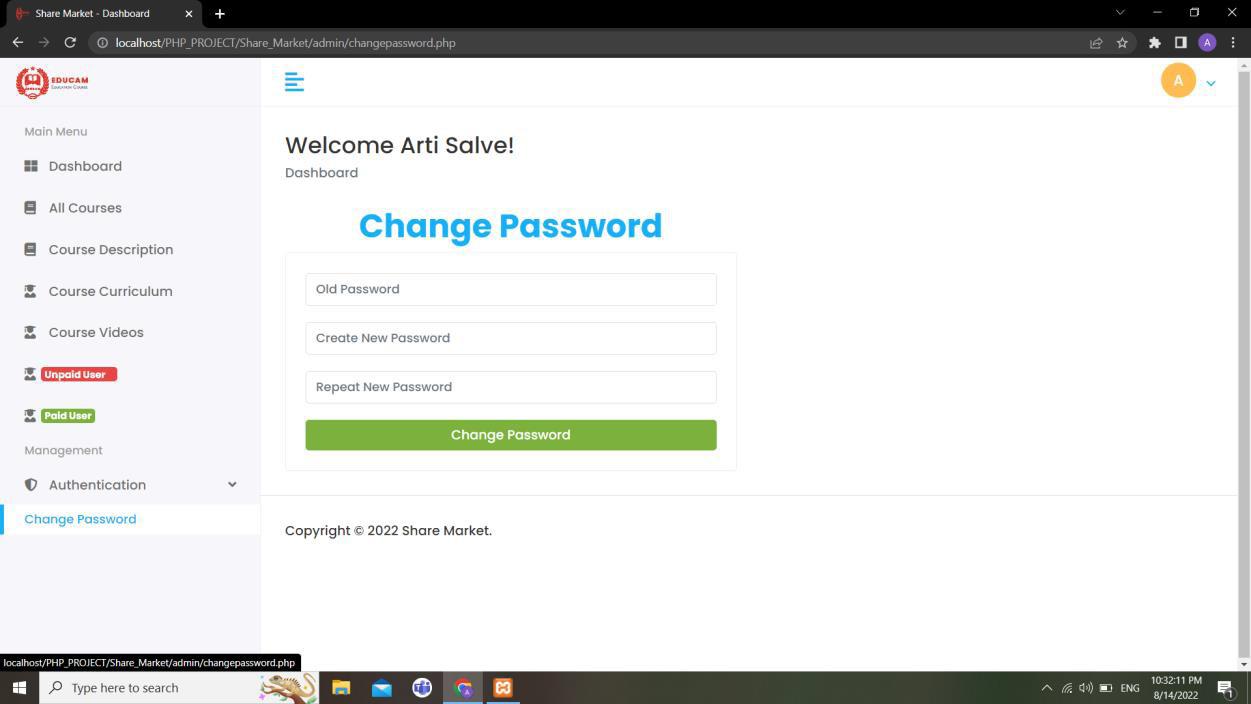 Share Market - Dashboard
localhost/PHP_PROJECT/Share_Market/admin/changepassword.php
A
EDUCAM
EDUCATION COURSE
A
Main Menu
Welcome Arti Salve!
Dashboard
Dashboard
All Courses
Change Password
Course Description
Old Password
Course Curriculum
Create New Password
Course Videos
Unpaid User
Repeat New Password
Paid User
Change Password
Management
Authentication
Change Password
Copyright © 2022 Share Market.
localhost/PHP_PROJECT/Share_Market/admin/changepassword.php
Type here to search
ENG
10:32:11 PM
8/14/2022
1